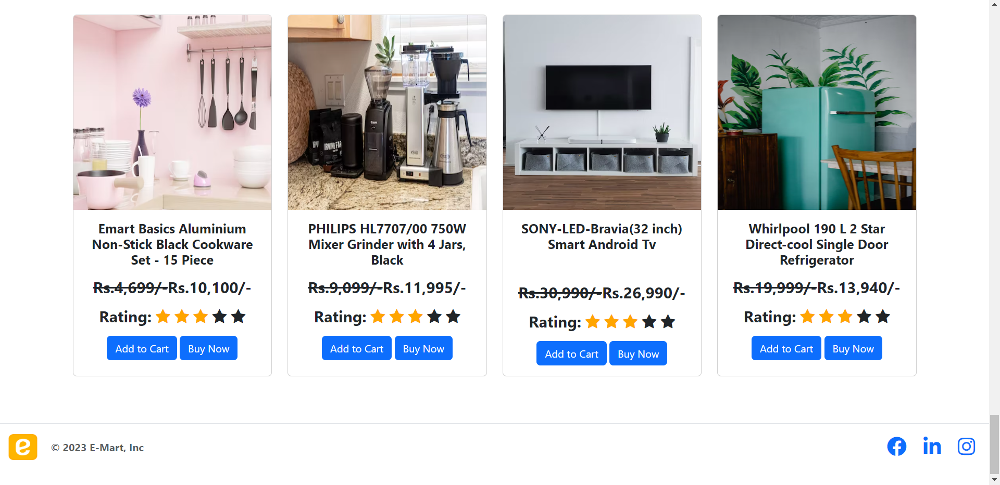 IRVING FAR
Emart Basics Aluminium
Non-Stick Black Cookware
Set - 15 Piece
Rs.4,699/-Rs.10,100/-
Rating:
Add to Cart
Buy Now
PHILIPS HL7707/00 750W
Mixer Grinder with 4 Jars,
Black
Rs.9,099/-Rs.11,995/-
Rating:
Add to Cart
Buy Now
SONY-LED-Bravia(32 inch)
Smart Android Tv
Rs.30,990/-Rs.26,990/-
Rating:
Add to Cart
Buy Now
Whirlpool 190 L 2 Star
Direct-cool Single Door
Refrigerator
Rs.19,999/-Rs.13,940/-
Rating:
Add to Cart
Buy Now
e
© 2023 E-Mart, Inc
in